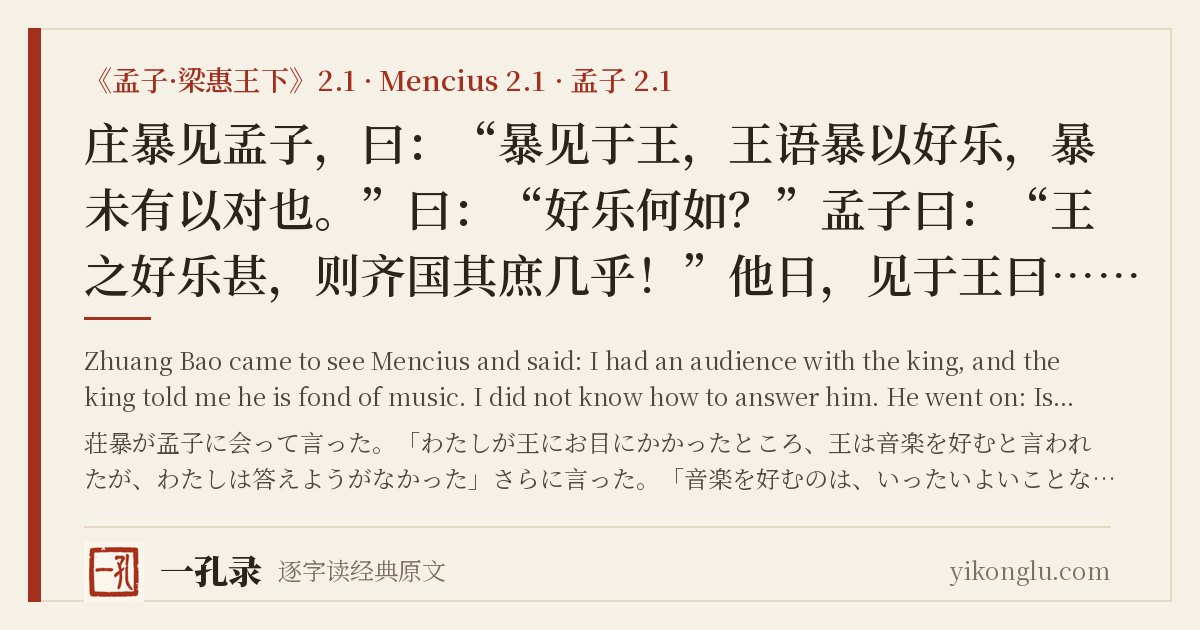 《孟子·梁惠王下》2.1 · Mencius 2.1 · 孟子 2.1
庄暴见孟子，曰：“暴见于王，王语暴以好乐，暴
未有以对也。”曰：“好乐何如？”孟子曰：“王
之好乐甚，则齐国其庶几乎！”他日，见于王曰……
Zhuang Bao came to see Mencius and said: I had an audience with the king, and the
king told me he is fond of music. I did not know how to answer him. He went on: Is...
荘暴が孟子に会って言った。「わたしが王にお目にかかったところ、王は音楽を好むと言われ
たが、わたしは答えようがなかった」さらに言った。「音楽を好むのは、いったいよいことな…
一孔
一孔录 逐字读经典原文 yikonglu.com